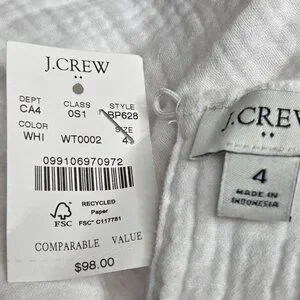 J.CREW
DEPT CLASS STYLE
CA4 0S1 BP628
COLOR SIZE
WHI WT0002 4
099106970972
FSC
RECYCLED
Paper
FSC® C117781
COMPARABLE VALUE
$98.00
J.CREW
4
MADE IN
INDONESIA